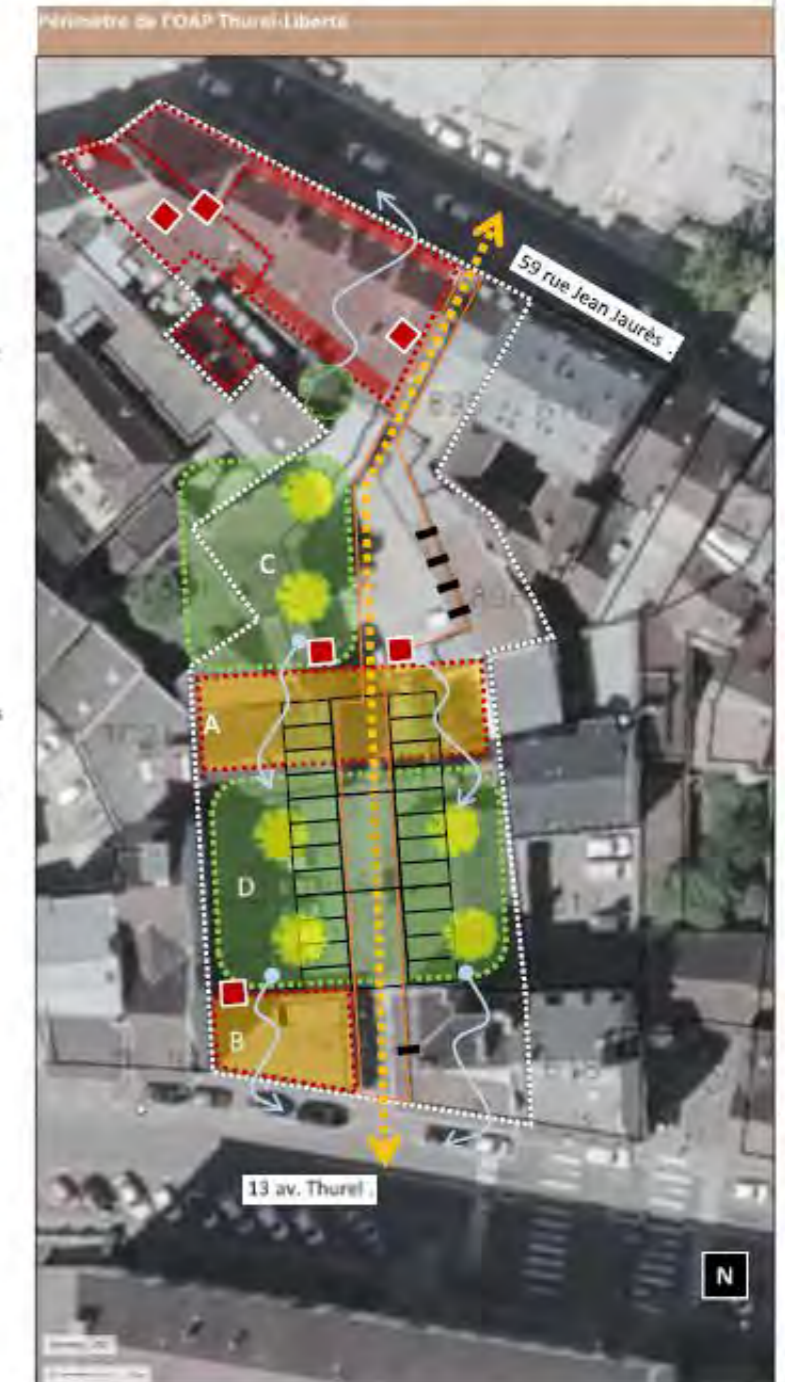 Périmètre de l'OAP Thurel-Liberté
59 rue Jean Jaurès .
C
A
D
B
13 av. Thurel .
N